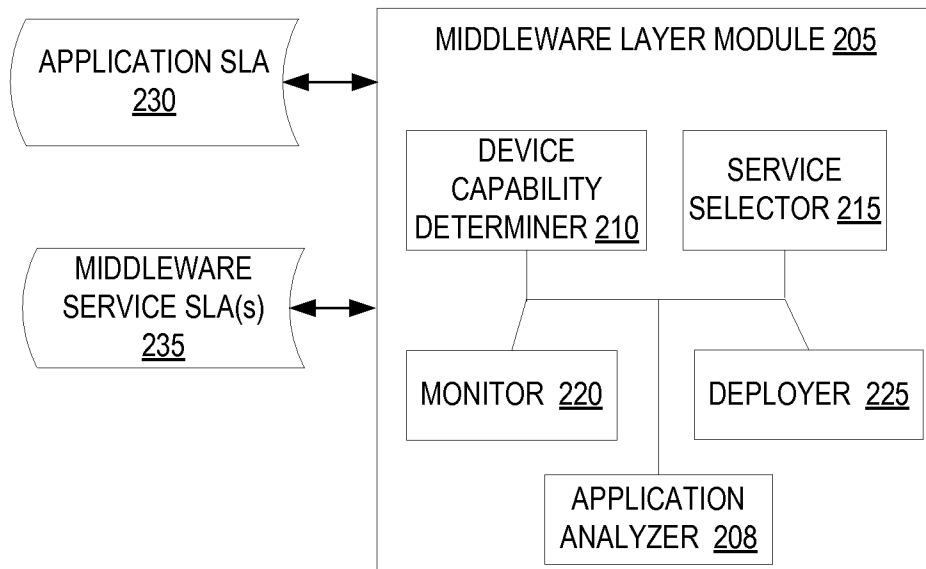 APPLICATION SLA
230
MIDDLEWARE LAYER MODULE 205
DEVICE
CAPABILITY
DETERMINER 210
SERVICE
SELECTOR 215
MIDDLEWARE
SERVICE SLA(s)
235
MONITOR 220
DEPLOYER 225
APPLICATION
ANALYZER 208